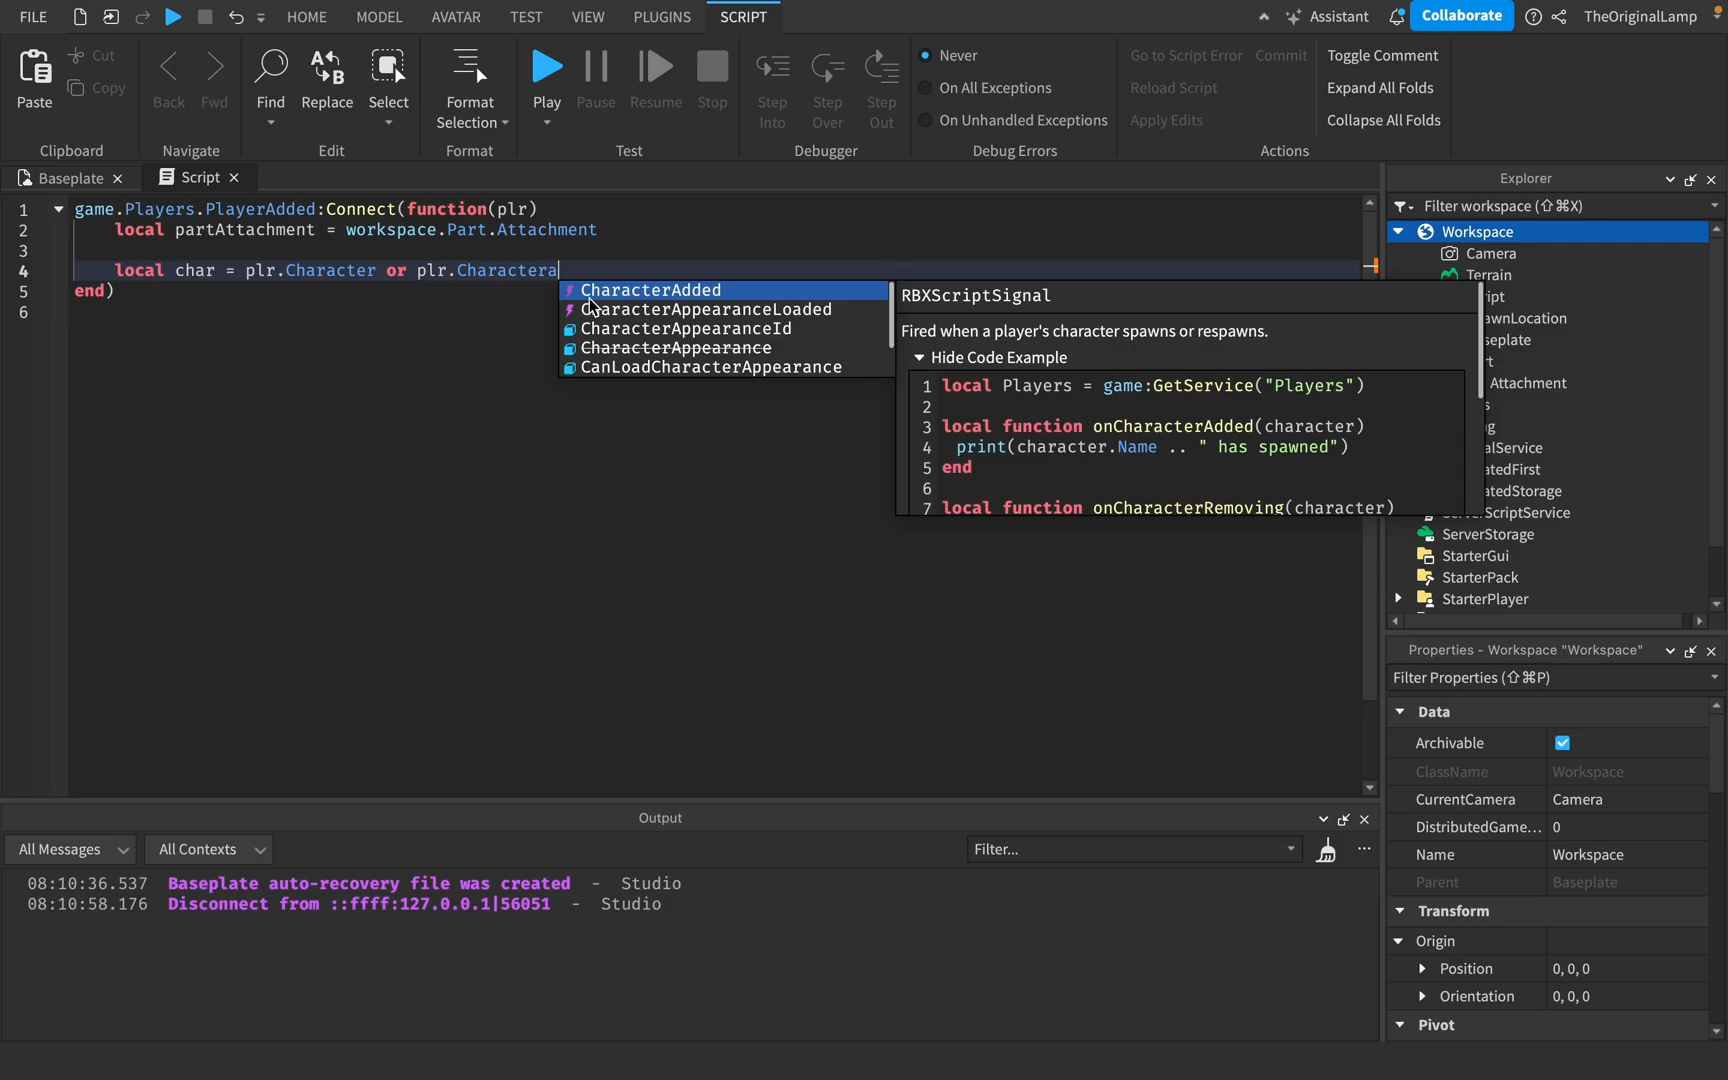 FILE HOME MODEL AVATAR TEST VIEW PLUGINS SCRIPT Assistant Collaborate TheOriginalLamp
Paste Cut Copy
Clipboard
Back Fwd
Navigate
Find Replace Select
Edit
Format Selection
Format
Play Pause Resume Stop
Test
Step Into Step Over Step Out
Debugger
Never
On All Exceptions
On Unhandled Exceptions
Debug Errors
Go to Script Error Commit
Reload Script
Apply Edits
Toggle Comment
Expand All Folds
Collapse All Folds
Actions
Baseplate Script
1 game.Players.PlayerAdded:Connect(function(plr)
2 local partAttachment = workspace.Part.Attachment
3
4 local char = plr.Character or plr.Charactera
5 end)
6
CharacterAdded
CharacterAppearanceLoaded
CharacterAppearanceId
CharacterAppearance
CanLoadCharacterAppearance
RBXScriptSignal
Fired when a player's character spawns or respawns.
Hide Code Example
1 local Players = game:GetService("Players")
2
3 local function onCharacterAdded(character)
4 print(character.Name .. " has spawned")
5 end
6
7 local function onCharacterRemoving(character)
Explorer
Filter workspace (⇧⌘X)
Workspace
Camera
Terrain
ipt
awnLocation
seplate
rt
Attachment
s
ng
alService
atedFirst
atedStorage
ServerScriptService
ServerStorage
StarterGui
StarterPack
StarterPlayer
Properties - Workspace "Workspace"
Filter Properties (⇧⌘P)
Data
Archivable
ClassName Workspace
CurrentCamera Camera
DistributedGame... 0
Name Workspace
Parent Baseplate
Transform
Origin
Position 0, 0, 0
Orientation 0, 0, 0
Pivot
Output
All Messages All Contexts Filter... ...
08:10:36.537 Baseplate auto-recovery file was created - Studio
08:10:58.176 Disconnect from ::ffff:127.0.0.1|56051 - Studio